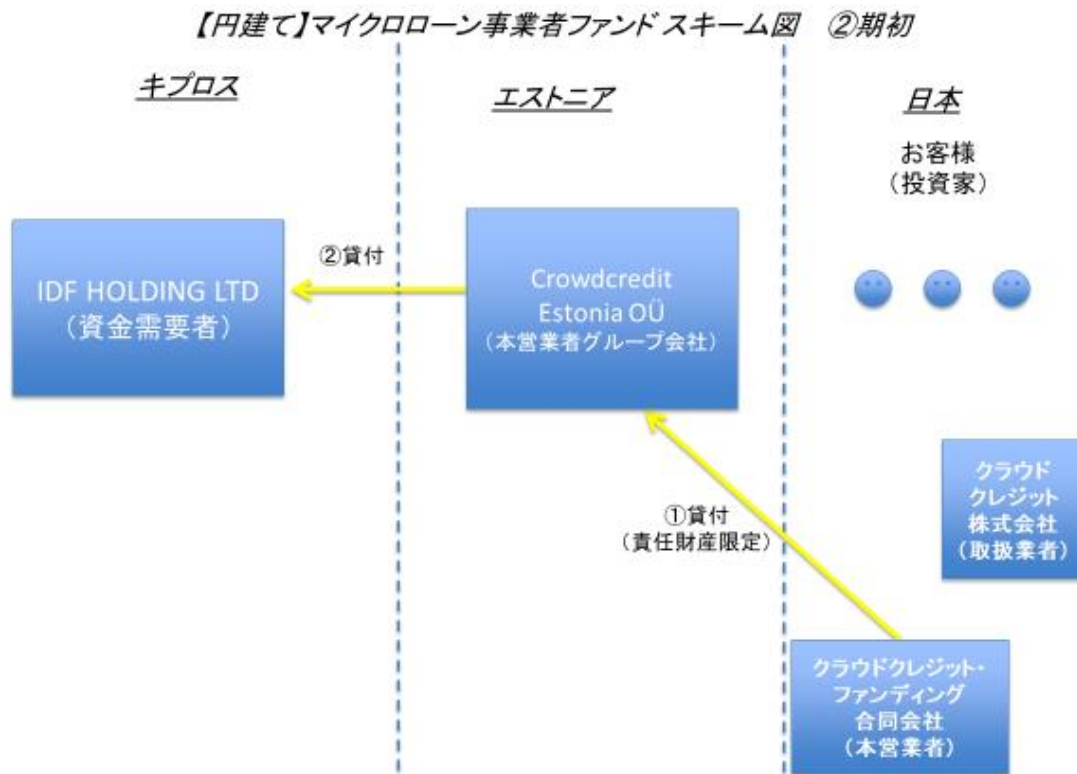 【円建て】マイクロローン事業者ファンド スキーム図　②期初
キプロス
エストニア
日本
お客様
（投資家）
IDF HOLDING LTD
（資金需要者）
②貸付
Crowdcredit
Estonia OÜ
（本営業者グループ会社）
クラウド
クレジット
株式会社
（取扱業者）
①貸付
（責任財産限定）
クラウドクレジット・
ファンディング
合同会社
（本営業者）